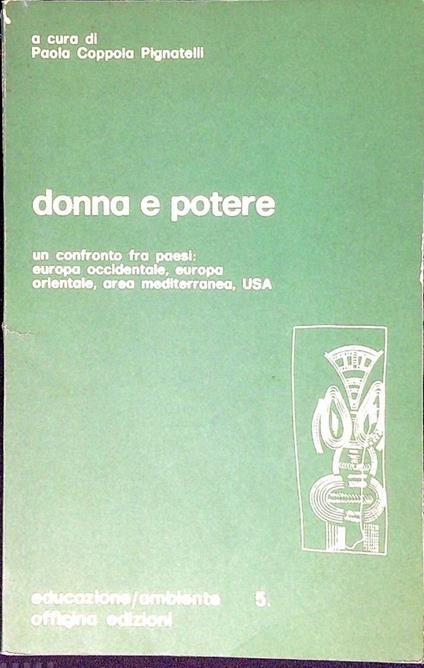 a cura di
Paola Coppola Pignatelli
donna e potere
un confronto fra paesi:
europa occidentale, europa
orientale, area mediterranea, USA
educazione/ambiente 5.
officina edizioni